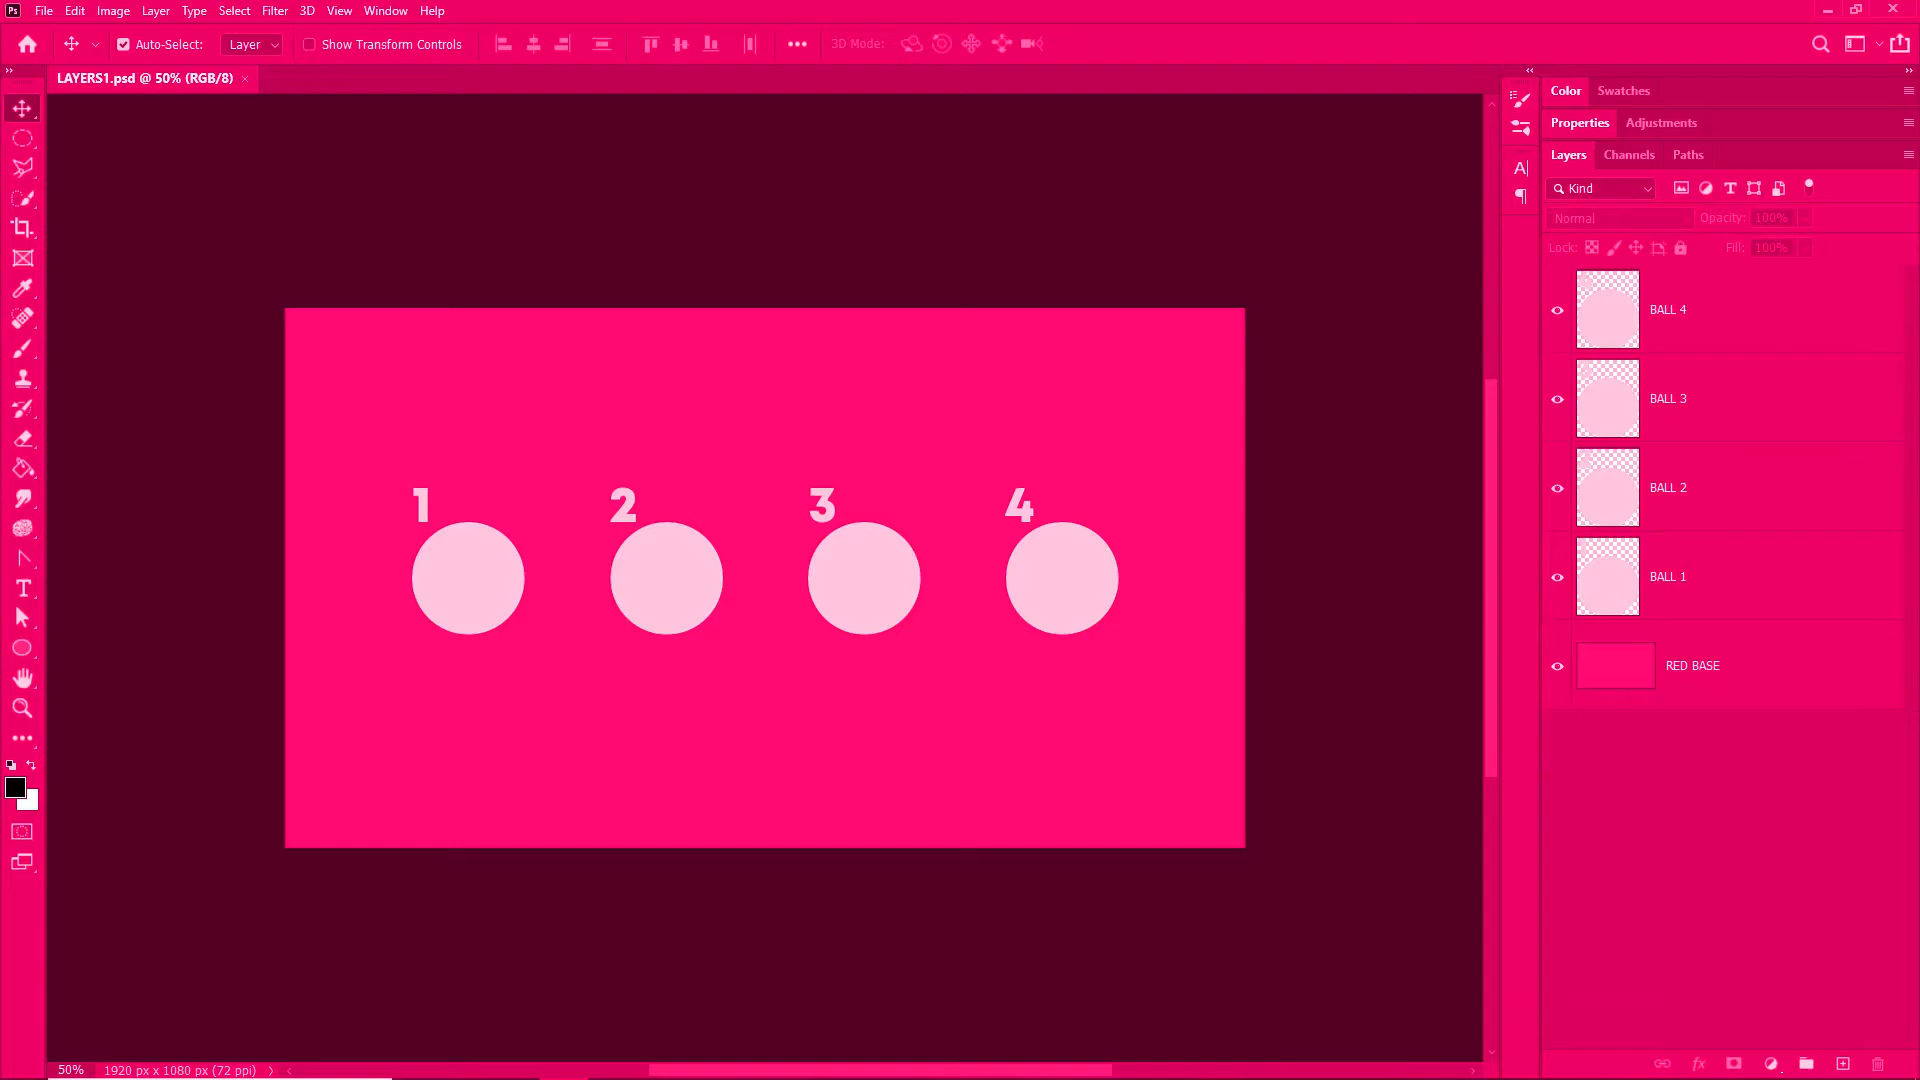 Ps File Edit Image Layer Type Select Filter 3D View Window Help
Auto-Select: Layer Show Transform Controls 3D Mode:
LAYERS1.psd @ 50% (RGB/8) ×
Color Swatches
Properties Adjustments
Layers Channels Paths
Kind
Normal Opacity: 100%
Lock: Fill: 100%
BALL 4
BALL 3
BALL 2
BALL 1
RED BASE
1 2 3 4
50% 1920 px x 1080 px (72 ppi)